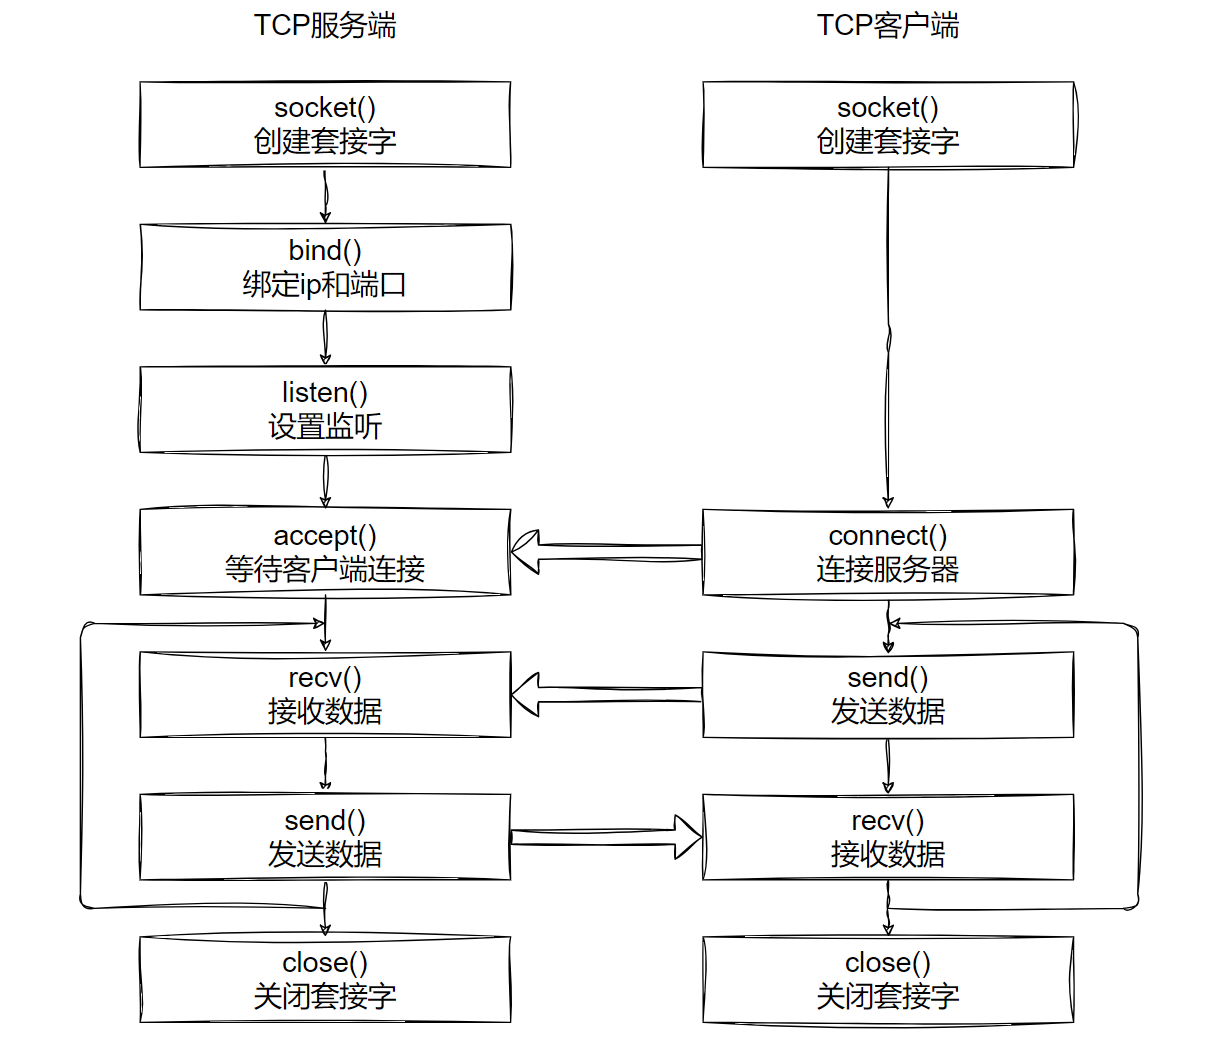 TCP服务端
TCP客户端
socket()
创建套接字
socket()
创建套接字
bind()
绑定ip和端口
listen()
设置监听
accept()
等待客户端连接
connect()
连接服务器
recv()
接收数据
send()
发送数据
send()
发送数据
recv()
接收数据
close()
关闭套接字
close()
关闭套接字